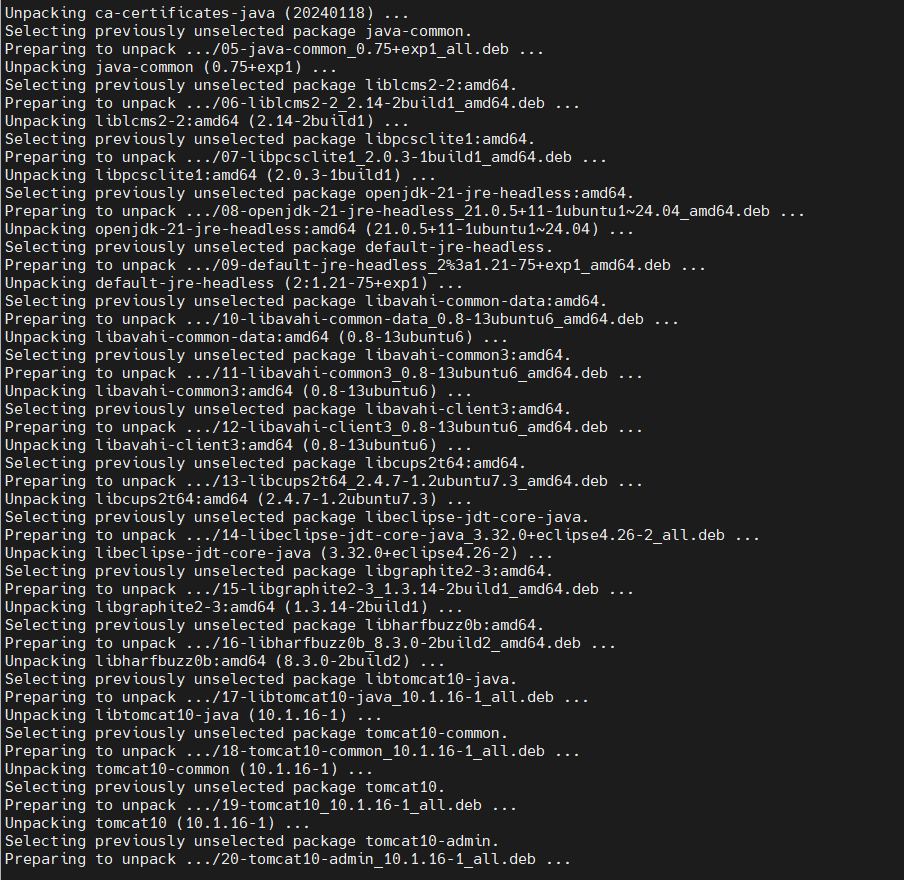 Unpacking ca-certificates-java (20240118) ...
Selecting previously unselected package java-common.
Preparing to unpack .../05-java-common_0.75+exp1_all.deb ...
Unpacking java-common (0.75+exp1) ...
Selecting previously unselected package liblcms2-2:amd64.
Preparing to unpack .../06-liblcms2-2_2.14-2build1_amd64.deb ...
Unpacking liblcms2-2:amd64 (2.14-2build1) ...
Selecting previously unselected package libpcsclite1:amd64.
Preparing to unpack .../07-libpcsclite1_2.0.3-1build1_amd64.deb ...
Unpacking libpcsclite1:amd64 (2.0.3-1build1) ...
Selecting previously unselected package openjdk-21-jre-headless:amd64.
Preparing to unpack .../08-openjdk-21-jre-headless_21.0.5+11-1ubuntu1~24.04_amd64.deb ...
Unpacking openjdk-21-jre-headless:amd64 (21.0.5+11-1ubuntu1~24.04) ...
Selecting previously unselected package default-jre-headless.
Preparing to unpack .../09-default-jre-headless_2%3a1.21-75+exp1_amd64.deb ...
Unpacking default-jre-headless (2:1.21-75+exp1) ...
Selecting previously unselected package libavahi-common-data:amd64.
Preparing to unpack .../10-libavahi-common-data_0.8-13ubuntu6_amd64.deb ...
Unpacking libavahi-common-data:amd64 (0.8-13ubuntu6) ...
Selecting previously unselected package libavahi-common3:amd64.
Preparing to unpack .../11-libavahi-common3_0.8-13ubuntu6_amd64.deb ...
Unpacking libavahi-common3:amd64 (0.8-13ubuntu6) ...
Selecting previously unselected package libavahi-client3:amd64.
Preparing to unpack .../12-libavahi-client3_0.8-13ubuntu6_amd64.deb ...
Unpacking libavahi-client3:amd64 (0.8-13ubuntu6) ...
Selecting previously unselected package libcups2t64:amd64.
Preparing to unpack .../13-libcups2t64_2.4.7-1.2ubuntu7.3_amd64.deb ...
Unpacking libcups2t64:amd64 (2.4.7-1.2ubuntu7.3) ...
Selecting previously unselected package libeclipse-jdt-core-java.
Preparing to unpack .../14-libeclipse-jdt-core-java_3.32.0+eclipse4.26-2_all.deb ...
Unpacking libeclipse-jdt-core-java (3.32.0+eclipse4.26-2) ...
Selecting previously unselected package libgraphite2-3:amd64.
Preparing to unpack .../15-libgraphite2-3_1.3.14-2build1_amd64.deb ...
Unpacking libgraphite2-3:amd64 (1.3.14-2build1) ...
Selecting previously unselected package libharfbuzz0b:amd64.
Preparing to unpack .../16-libharfbuzz0b_8.3.0-2build2_amd64.deb ...
Unpacking libharfbuzz0b:amd64 (8.3.0-2build2) ...
Selecting previously unselected package libtomcat10-java.
Preparing to unpack .../17-libtomcat10-java_10.1.16-1_all.deb ...
Unpacking libtomcat10-java (10.1.16-1) ...
Selecting previously unselected package tomcat10-common.
Preparing to unpack .../18-tomcat10-common_10.1.16-1_all.deb ...
Unpacking tomcat10-common (10.1.16-1) ...
Selecting previously unselected package tomcat10.
Preparing to unpack .../19-tomcat10_10.1.16-1_all.deb ...
Unpacking tomcat10 (10.1.16-1) ...
Selecting previously unselected package tomcat10-admin.
Preparing to unpack .../20-tomcat10-admin_10.1.16-1_all.deb ...